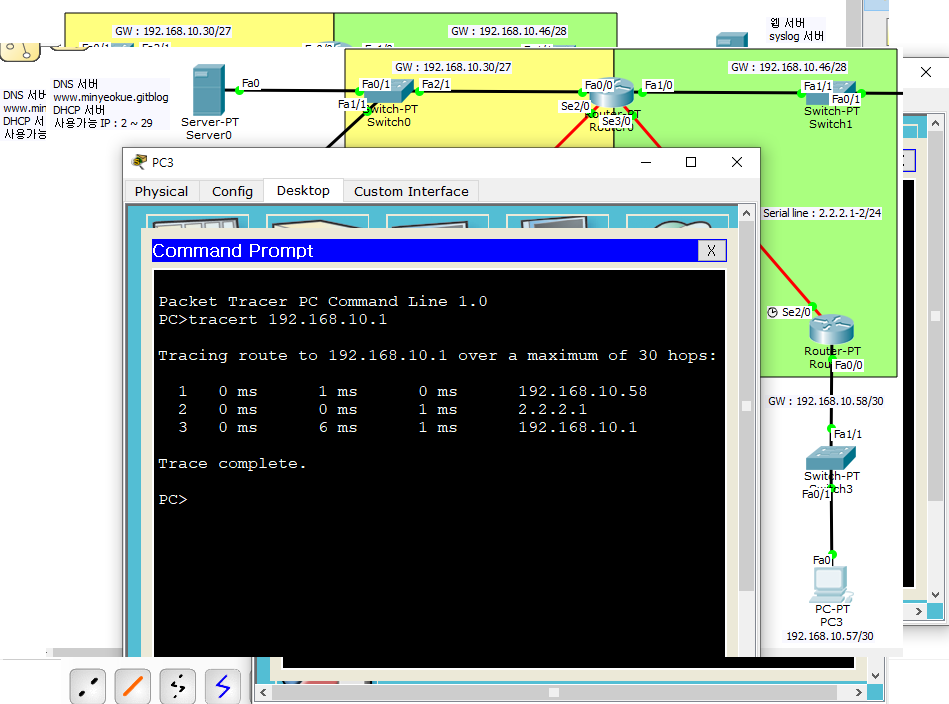 웹 서버
syslog 서버
GW : 192.168.10.30/27
GW : 192.168.10.46/28
GW : 192.168.10.30/27
GW : 192.168.10.46/28
DNS 서버
www.minyeokue.gitblog
DHCP 서버
사용가능 IP : 2 ~ 29
DNS 서버
DHCP 서
사용가능
Fa0
Server-PT
Server0
Fa0/1
Fa2/1
Fa1/1
Switch-PT
Switch0
Fa0/0
Fa1/0
Se2/0
Se3/0
Router-PT
Router0
Fa1/1
Fa0/1
Switch-PT
Switch1
PC3
Physical
Config
Desktop
Custom Interface
Serial line : 2.2.2.1-2/24
Command Prompt
X
Packet Tracer PC Command Line 1.0
PC>tracert 192.168.10.1
Tracing route to 192.168.10.1 over a maximum of 30 hops:
1 0 ms 1 ms 0 ms 192.168.10.58
2 0 ms 0 ms 1 ms 2.2.2.1
3 0 ms 6 ms 1 ms 192.168.10.1
Trace complete.
PC>
Se2/0
Router-PT
Fa0/0
GW : 192.168.10.58/30
Fa1/1
Switch-PT
Switch3
Fa0/1
Fa0
PC-PT
PC3
192.168.10.57/30